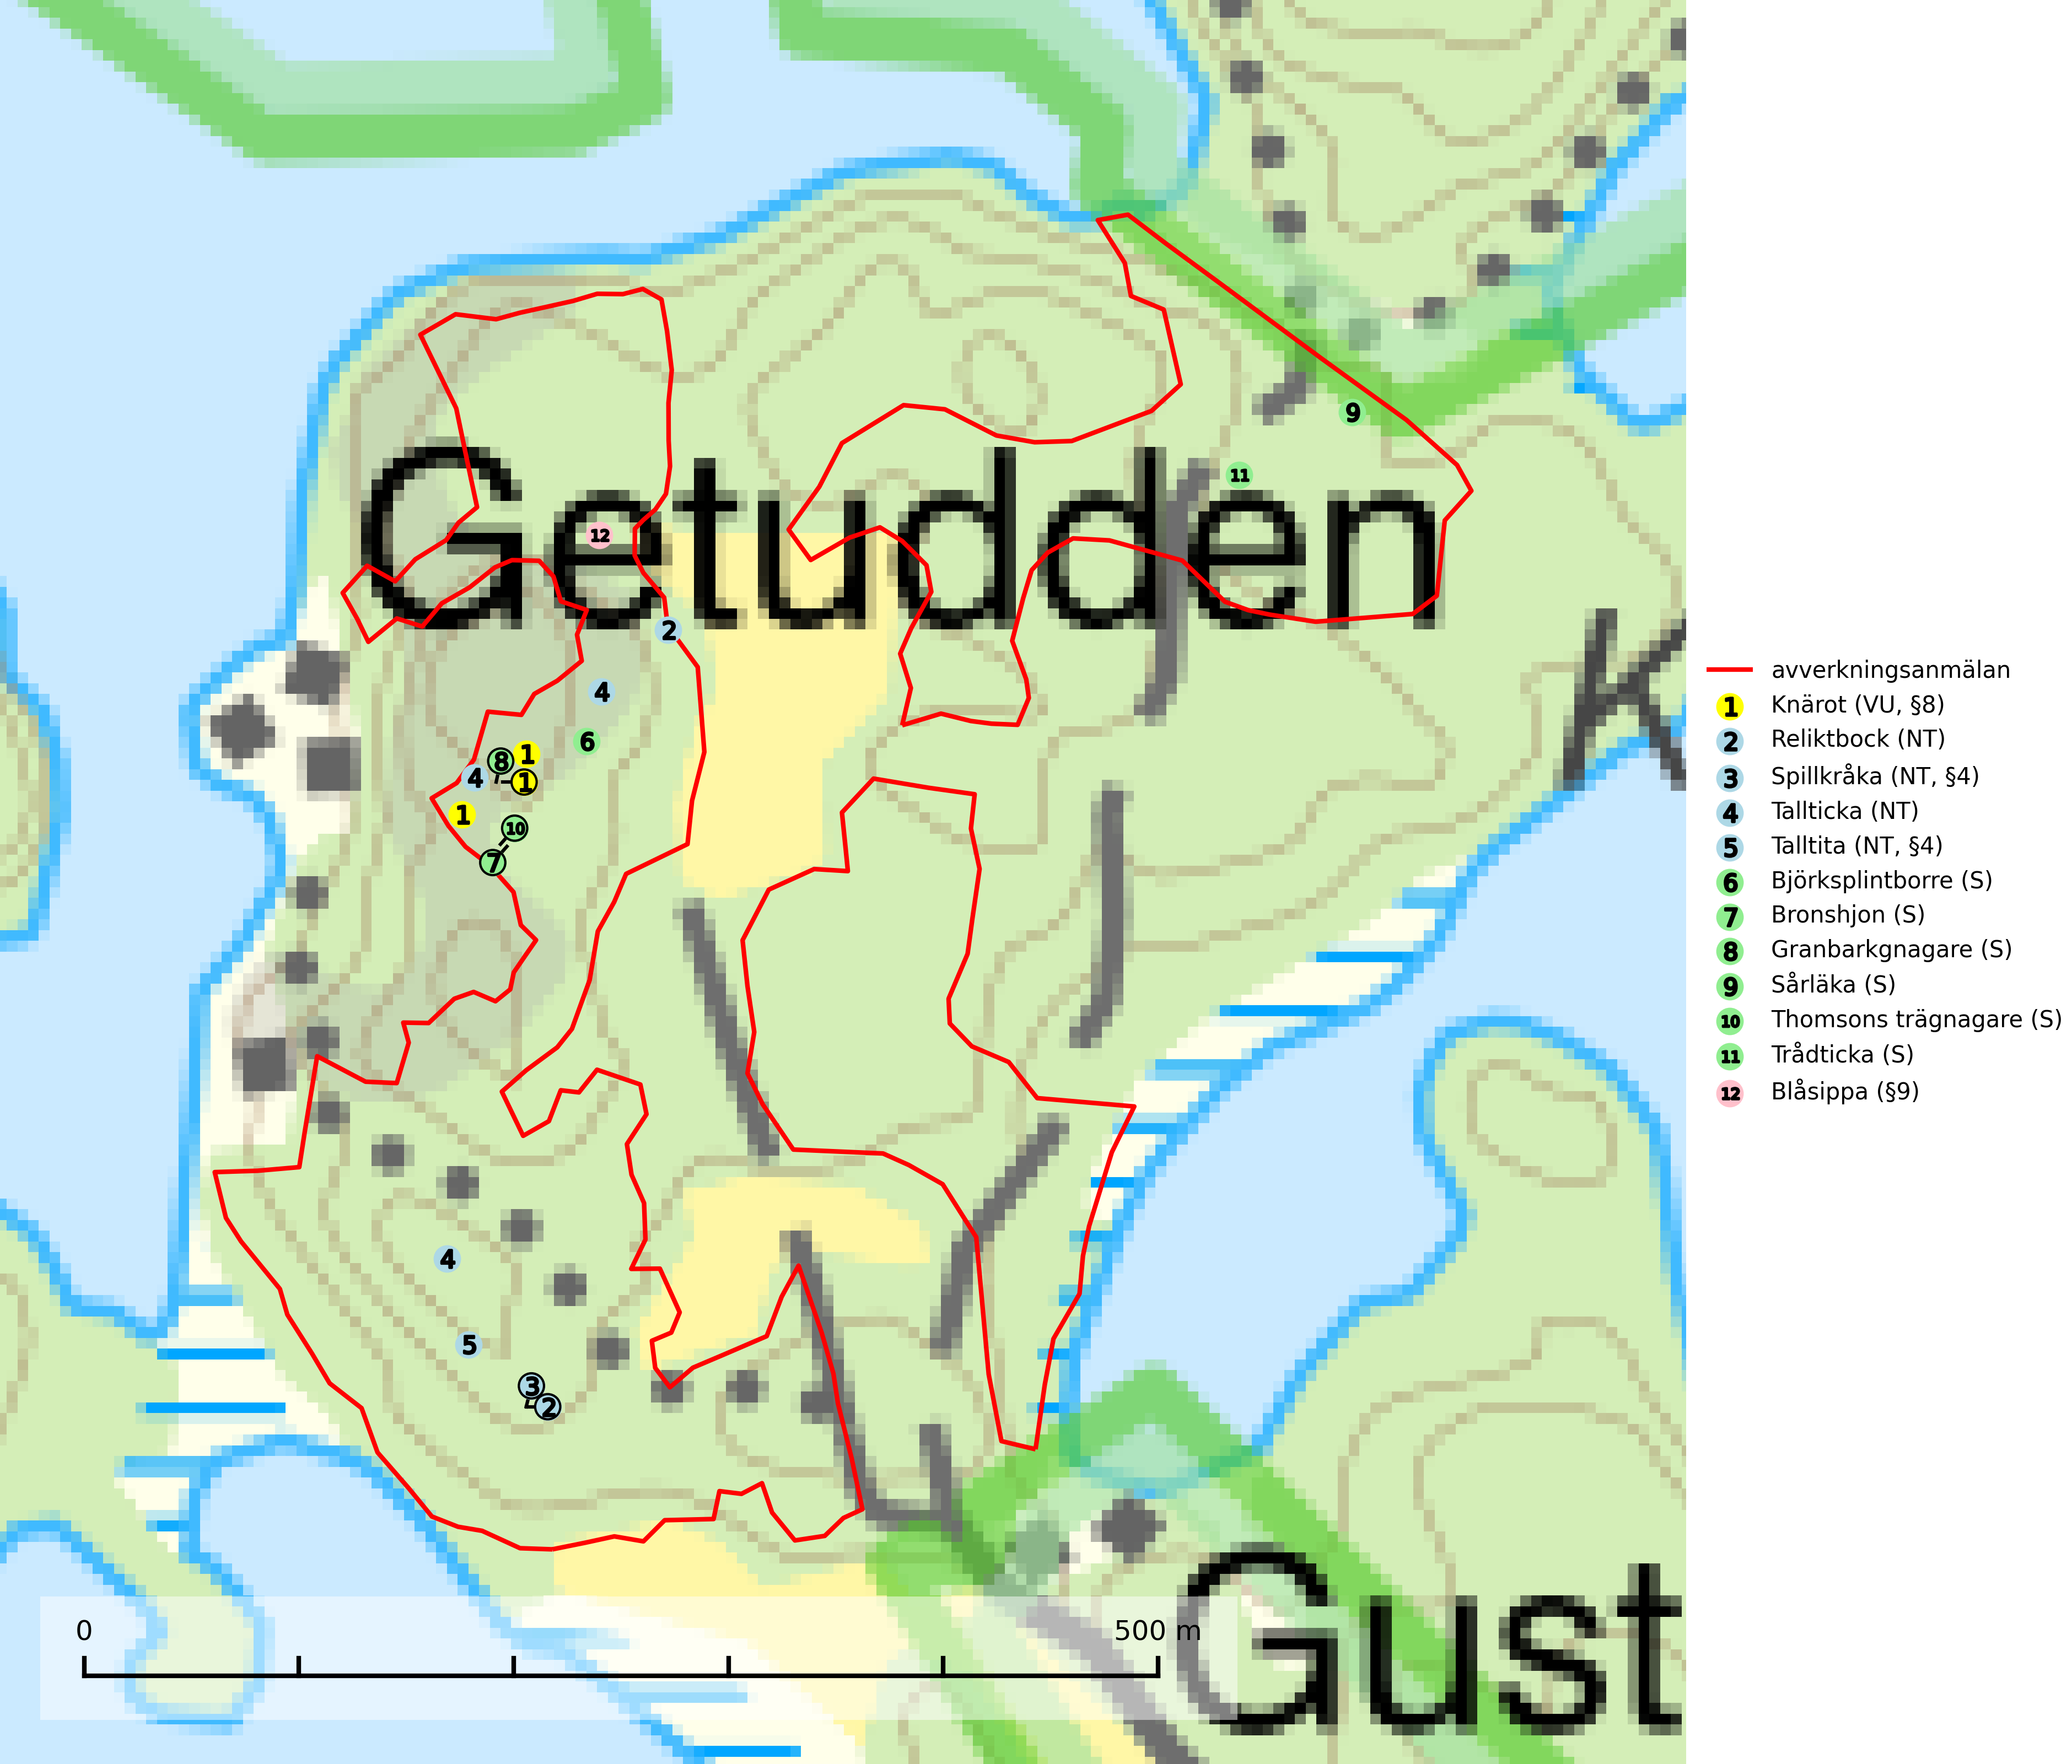 Getudden
9
11
12
2
4
6
8
1
4
1
1
10
7
4
5
3
2
Gust
0
500 m
avverkningsanmälan
1 Knärot (VU, §8)
2 Reliktbock (NT)
3 Spillkråka (NT, §4)
4 Tallticka (NT)
5 Talltita (NT, §4)
6 Björksplintborre (S)
7 Bronshjon (S)
8 Granbarkgnagare (S)
9 Sårläka (S)
10 Thomsons trägnagare (S)
11 Trådticka (S)
12 Blåsippa (§9)